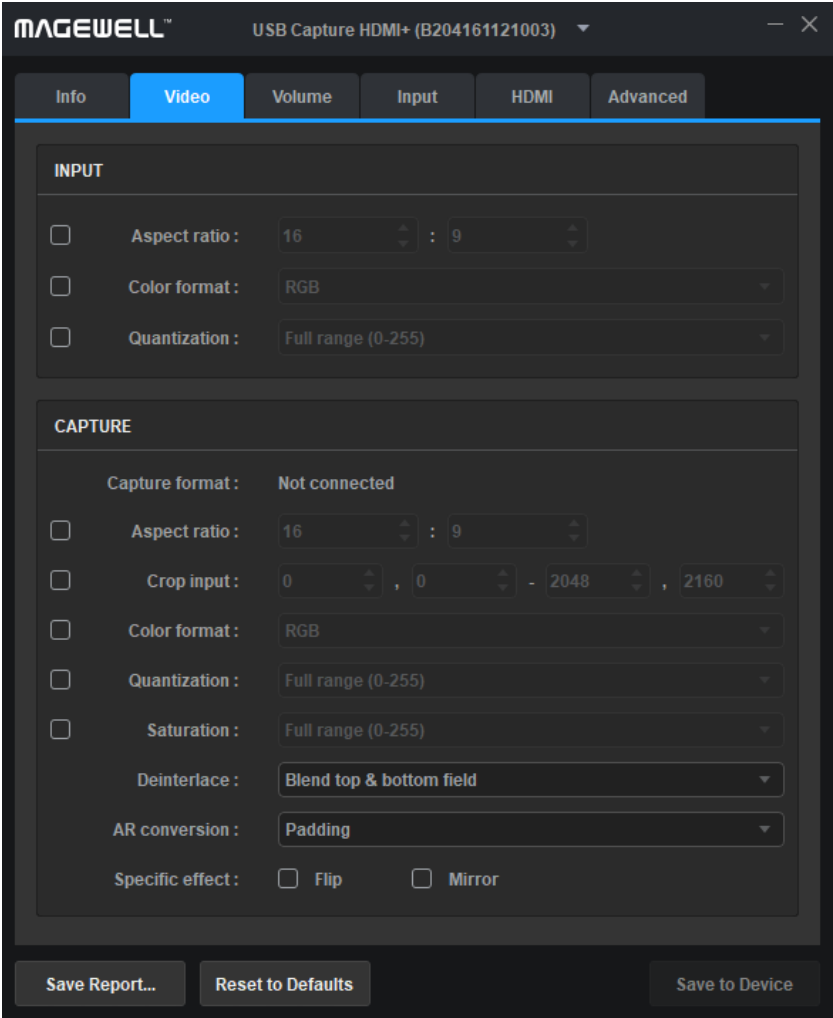 MAGEWELL™ USB Capture HDMI+ (B204161121003)
Info Video Volume Input HDMI Advanced
INPUT
Aspect ratio : 16 : 9
Color format : RGB
Quantization : Full range (0-255)
CAPTURE
Capture format : Not connected
Aspect ratio : 16 : 9
Crop input : 0 , 0 - 2048 , 2160
Color format : RGB
Quantization : Full range (0-255)
Saturation : Full range (0-255)
Deinterlace : Blend top & bottom field
AR conversion : Padding
Specific effect : Flip Mirror
Save Report... Reset to Defaults Save to Device